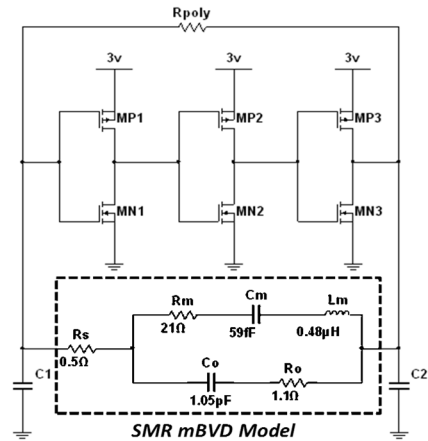 Rpoly
3v 3v 3v
MP1 MP2 MP3
MN1 MN2 MN3
Rm Cm Lm
21Ω 59fF 0.48μH
Rs
0.5Ω
Co Ro
1.05pF 1.1Ω
C1 C2
SMR mBVD Model